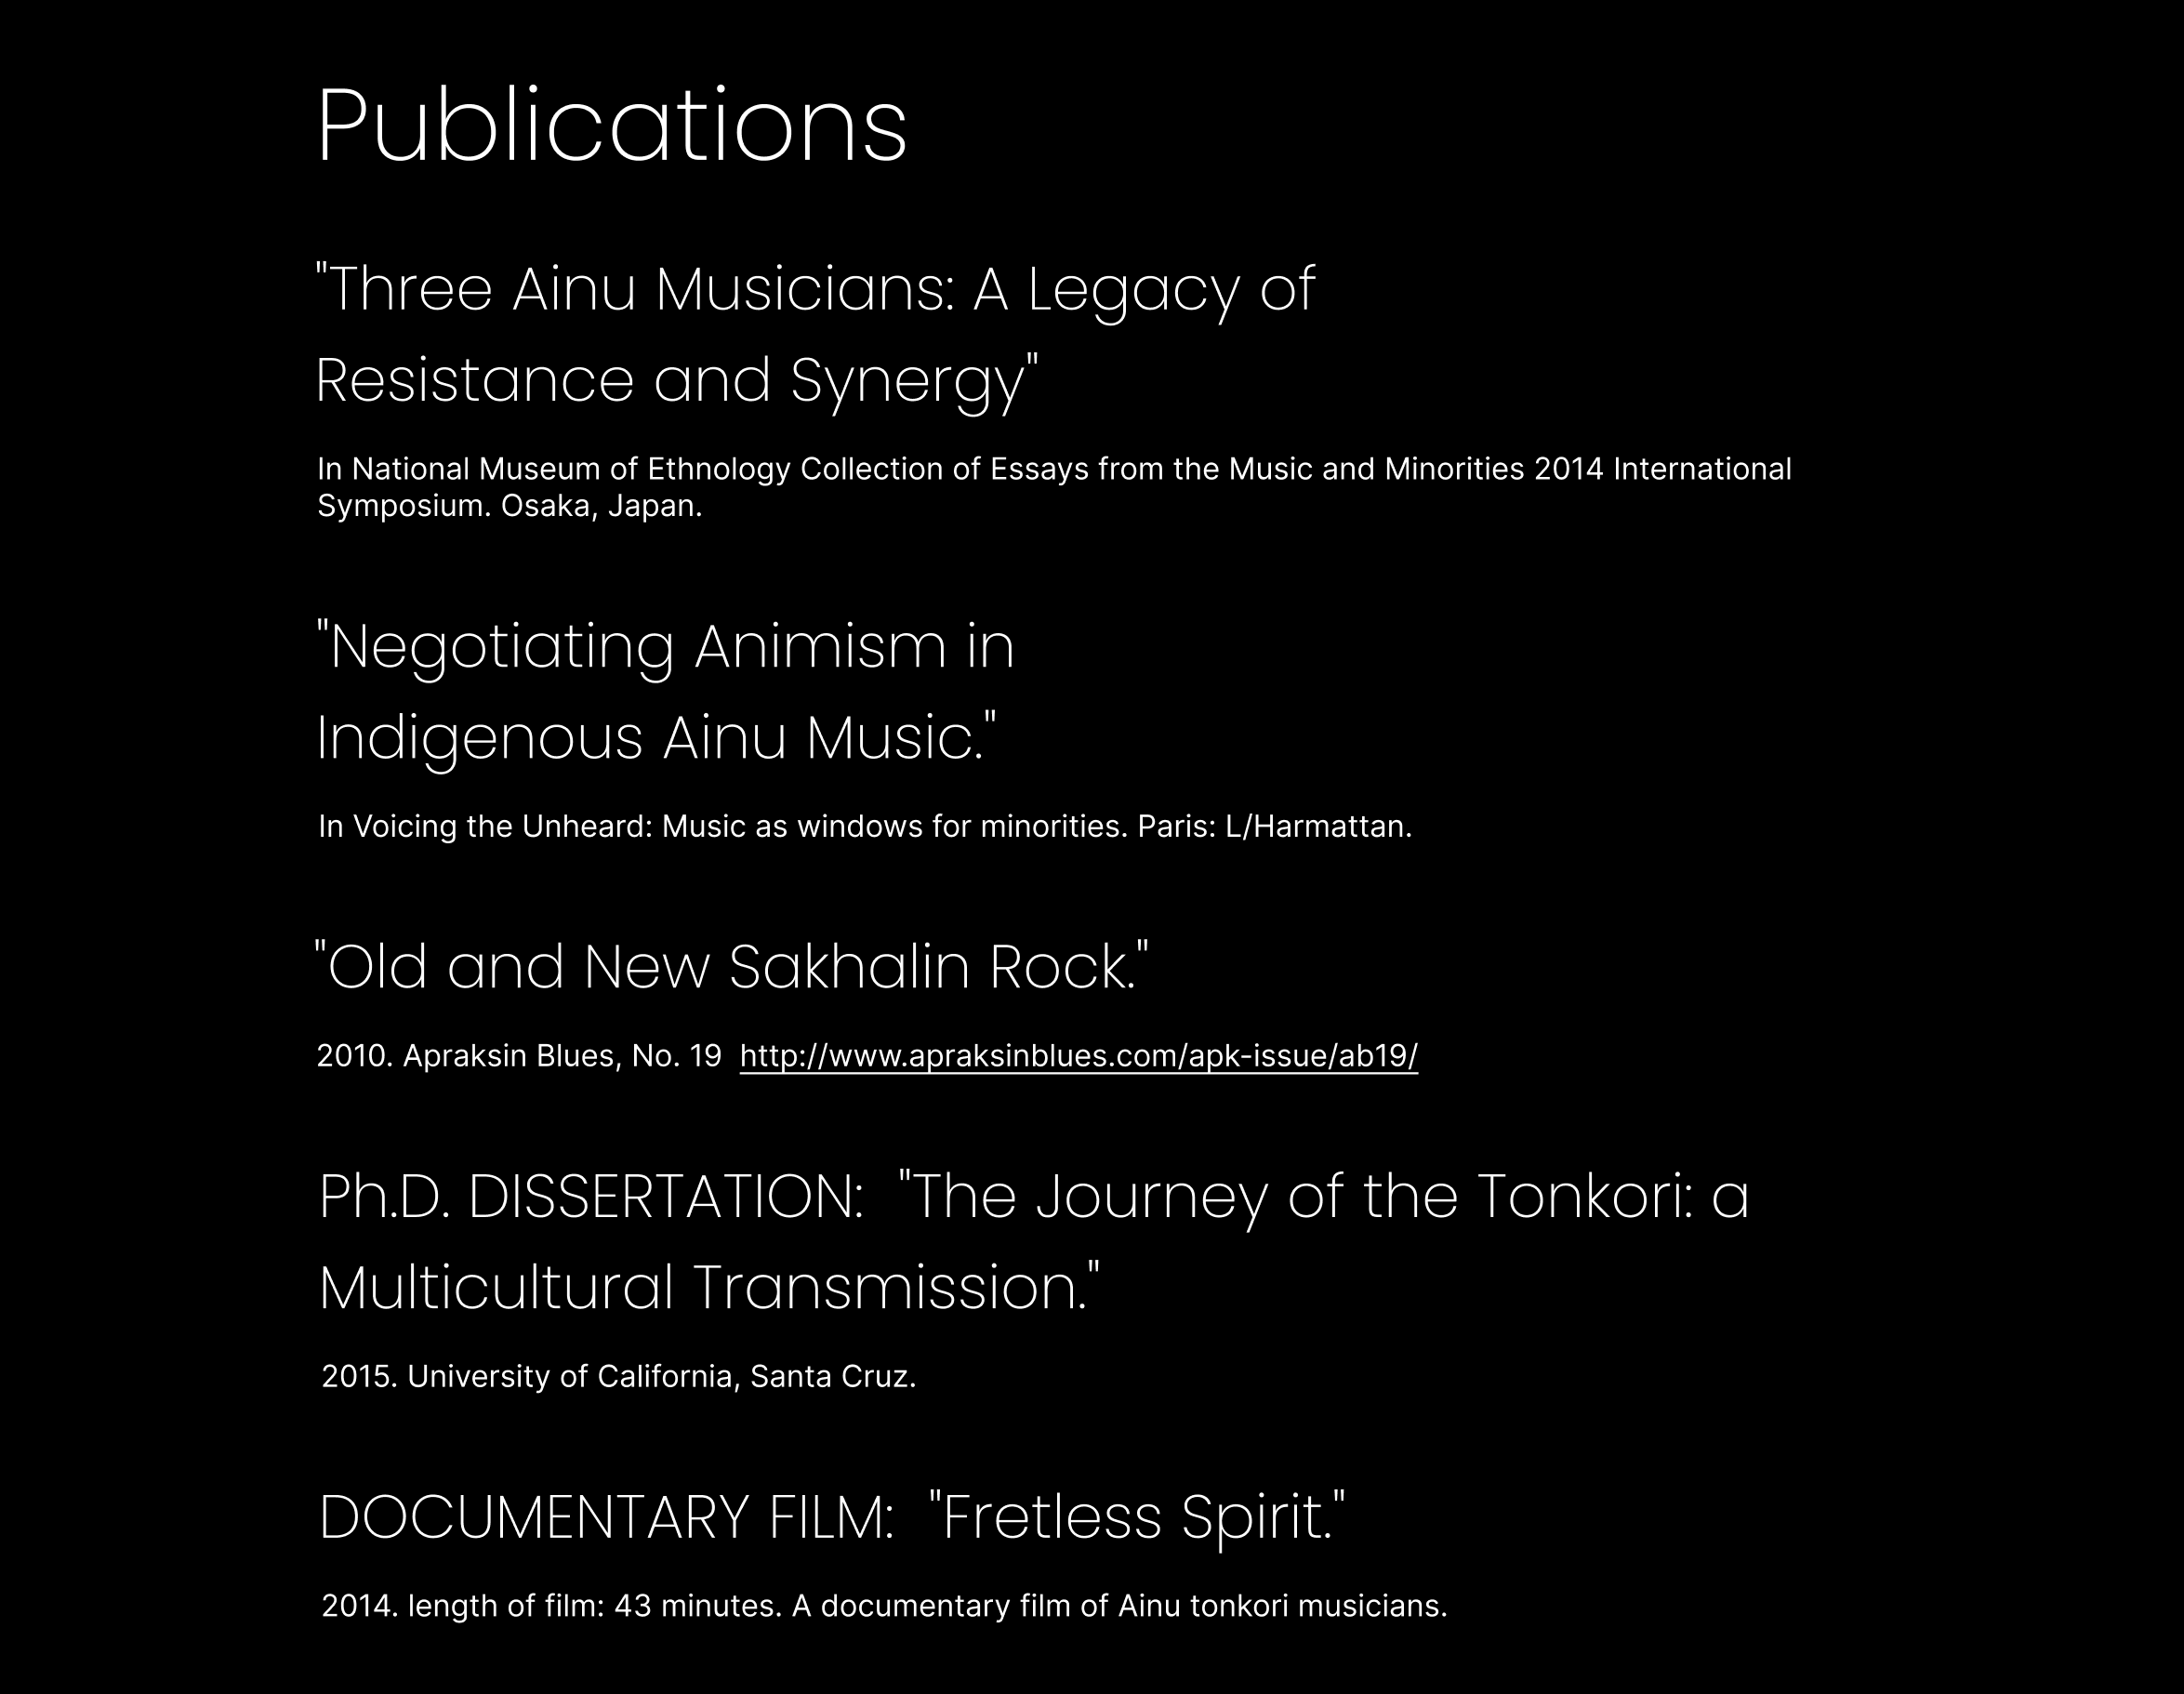 Publications
"Three Ainu Musicians: A Legacy of
Resistance and Synergy"
In National Museum of Ethnology Collection of Essays from the Music and Minorities 2014 International
Symposium. Osaka, Japan.
"Negotiating Animism in
Indigenous Ainu Music."
In Voicing the Unheard: Music as windows for minorities. Paris: L/Harmattan.
"Old and New Sakhalin Rock."
2010. Apraksin Blues, No. 19  http://www.apraksinblues.com/apk-issue/ab19/
Ph.D. DISSERTATION:  "The Journey of the Tonkori: a
Multicultural Transmission."
2015. University of California, Santa Cruz.
DOCUMENTARY FILM:  "Fretless Spirit."
2014. length of film: 43 minutes. A documentary film of Ainu tonkori musicians.